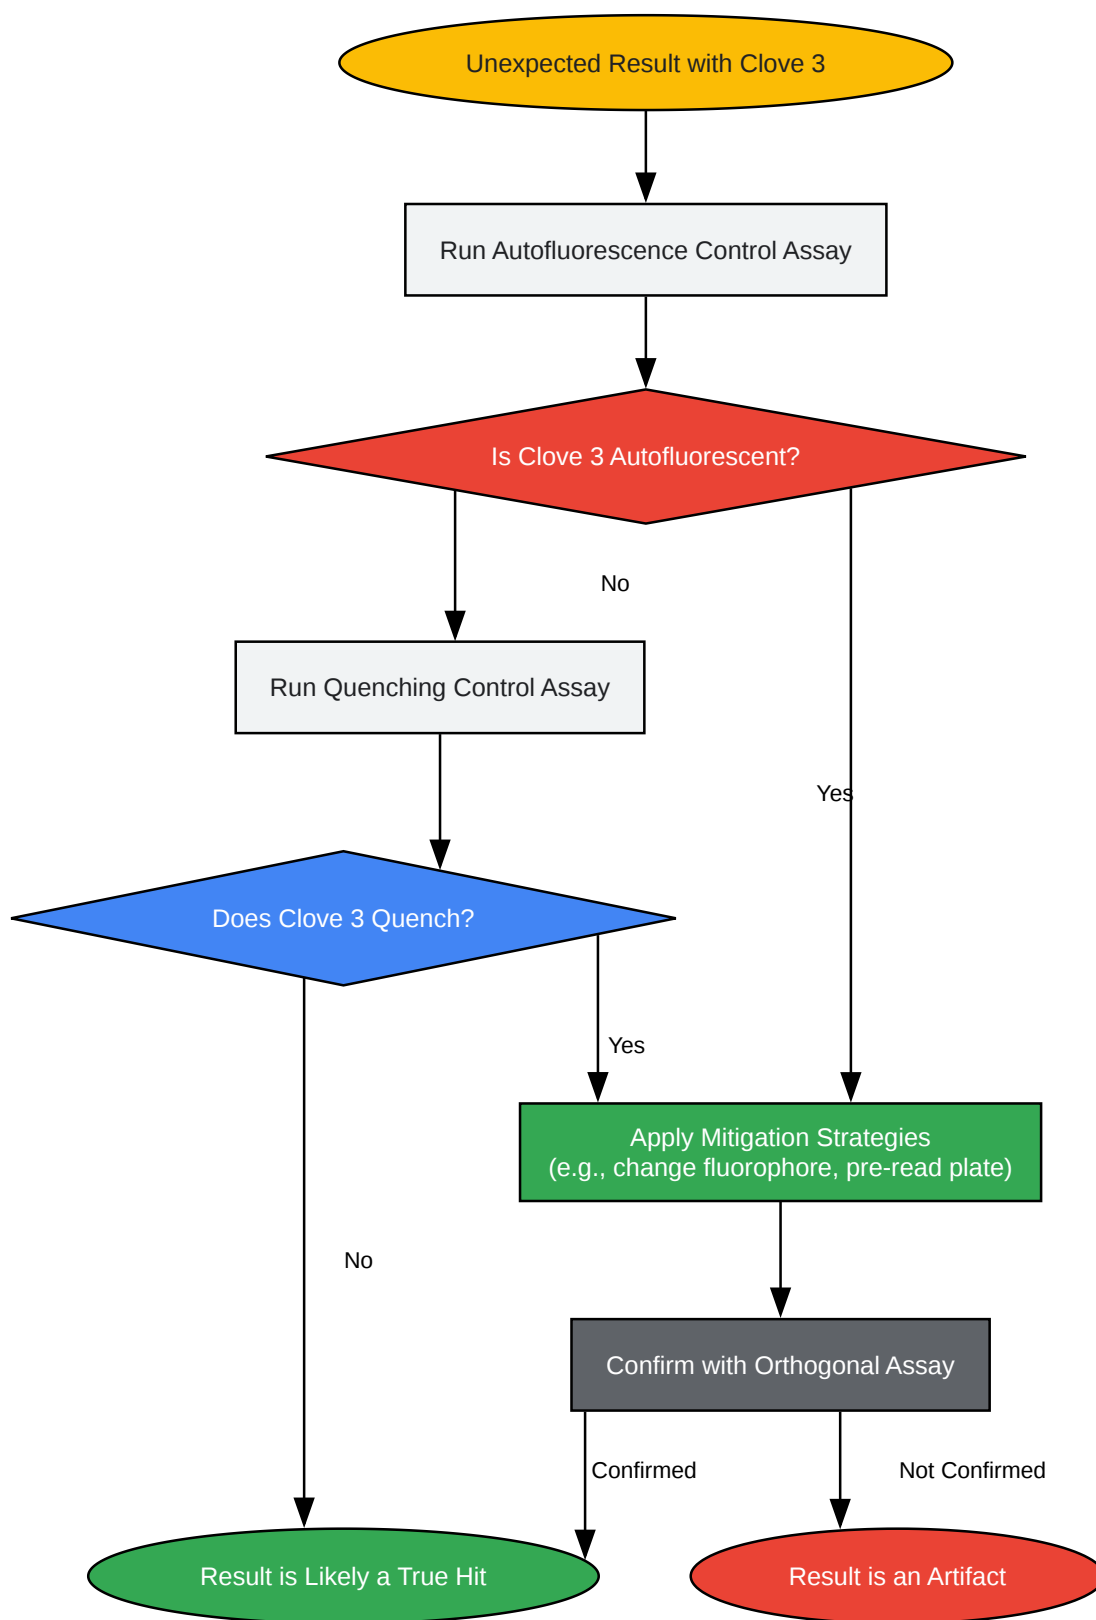 Unexpected Result with Clove 3
Run Autofluorescence Control Assay
Is Clove 3 Autofluorescent?
No
Run Quenching Control Assay
Yes
Does Clove 3 Quench?
Yes
Apply Mitigation Strategies
(e.g., change fluorophore, pre-read plate)
No
Confirm with Orthogonal Assay
Confirmed
Not Confirmed
Result is Likely a True Hit
Result is an Artifact